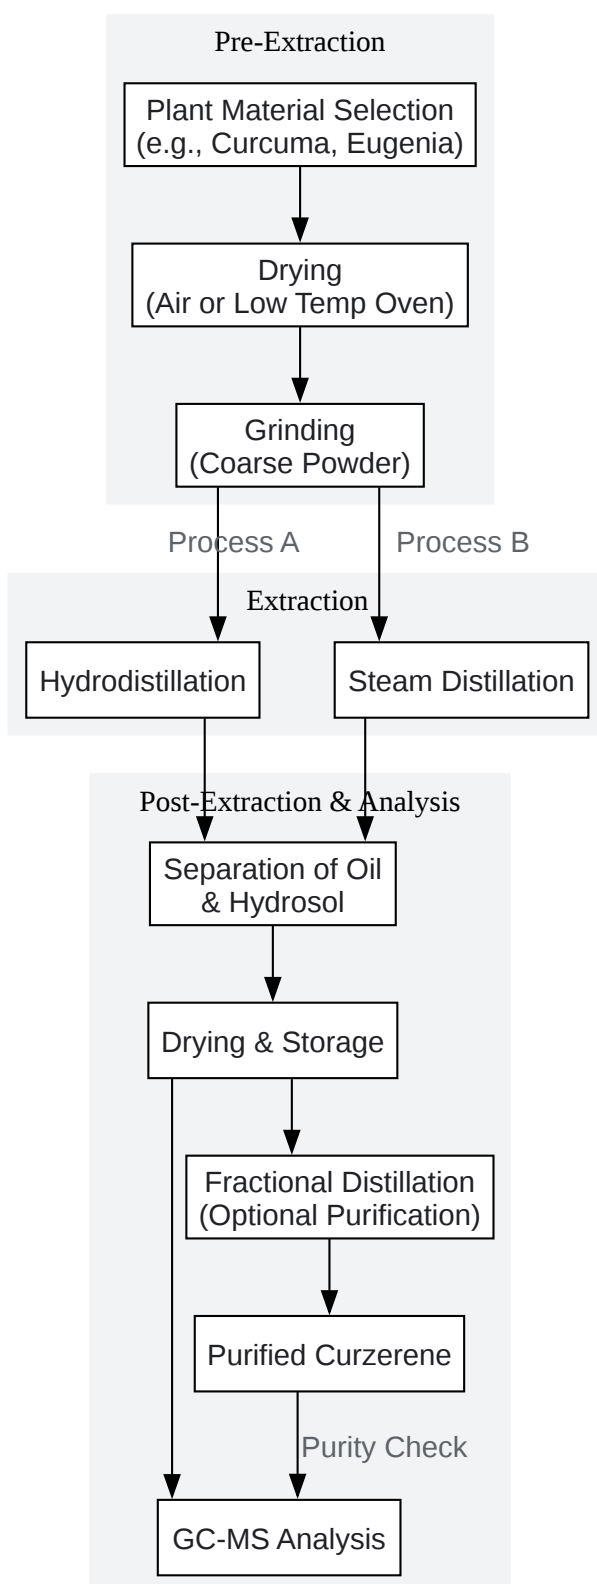 Pre-Extraction
Plant Material Selection
(e.g., Curcuma, Eugenia)
Drying
(Air or Low Temp Oven)
Grinding
(Coarse Powder)
Process A
Process B
Extraction
Hydrodistillation
Steam Distillation
Post-Extraction & Analysis
Separation of Oil
& Hydrosol
Drying & Storage
Fractional Distillation
(Optional Purification)
Purified Curzerene
Purity Check
GC-MS Analysis